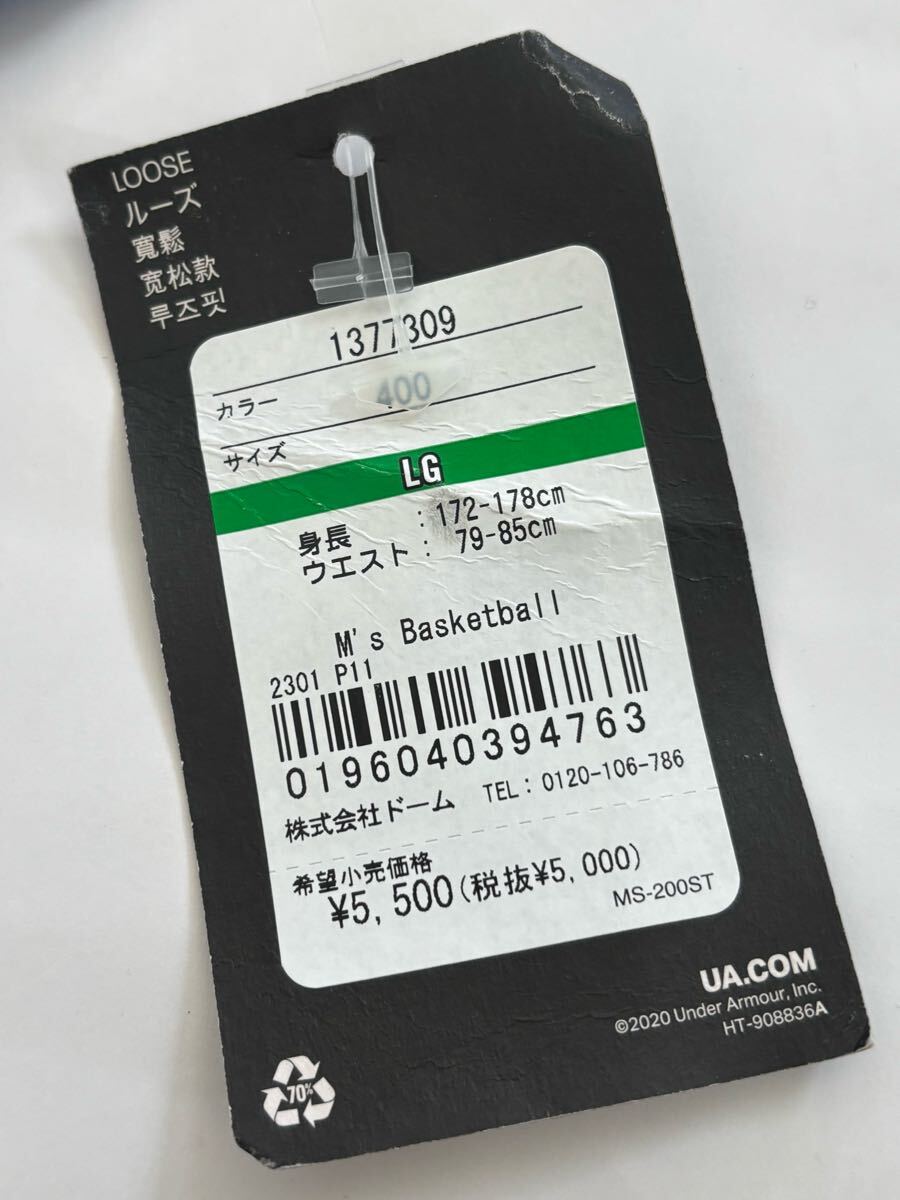 LOOSE
ルーズ
寬鬆
宽松款
루즈핏
1377309
カラー 400
サイズ
LG
身長 : 172-178cm
ウエスト : 79-85cm
M's Basketball
2301 P11
0196040394763
株式会社ドーム TEL: 0120-106-786
希望小売価格
¥5,500(税抜¥5,000)
MS-200ST
UA.COM
©2020 Under Armour, Inc.
HT-908836A
70%